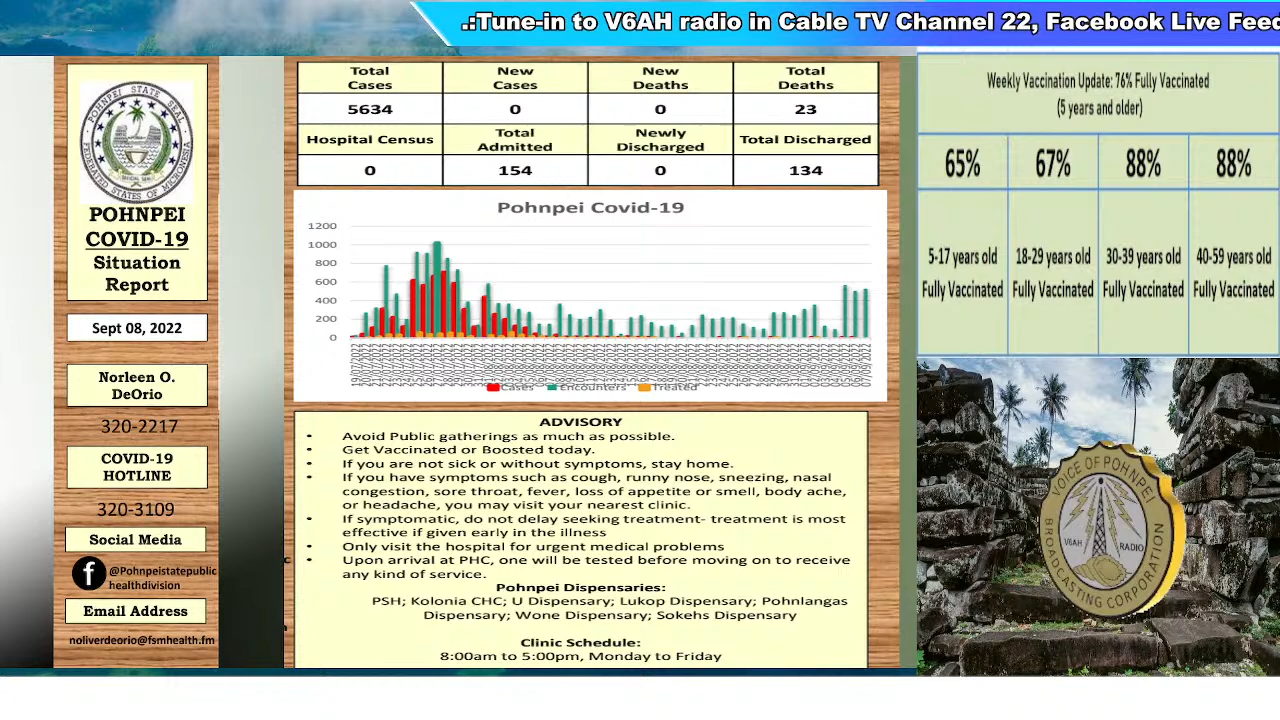 .:Tune-in to V6AH radio in Cable TV Channel 22, Facebook Live Feed
POHNPEI STATE SEAL
OFFICIAL SEAL
FEDERATED STATES OF MICRONESIA
POHNPEI
COVID-19
Situation
Report
Sept 08, 2022
Norleen O.
DeOrio
320-2217
COVID-19
HOTLINE
320-3109
Social Media
f @Pohnpeistatepublic
healthdivision
Email Address
noliverdeorio@fsmhealth.fm
Total Cases New Cases New Deaths Total Deaths
5634 0 0 23
Hospital Census Total Admitted Newly Discharged Total Discharged
0 154 0 134
Pohnpei Covid-19
1200
1000
800
600
400
200
0
Cases Encounters Treated
ADVISORY
• Avoid Public gatherings as much as possible.
• Get Vaccinated or Boosted today.
• If you are not sick or without symptoms, stay home.
• If you have symptoms such as cough, runny nose, sneezing, nasal
congestion, sore throat, fever, loss of appetite or smell, body ache,
or headache, you may visit your nearest clinic.
• If symptomatic, do not delay seeking treatment- treatment is most
effective if given early in the illness
• Only visit the hospital for urgent medical problems
• Upon arrival at PHC, one will be tested before moving on to receive
any kind of service.
Pohnpei Dispensaries:
PSH; Kolonia CHC; U Dispensary; Lukop Dispensary; Pohnlangas
Dispensary; Wone Dispensary; Sokehs Dispensary
Clinic Schedule:
8:00am to 5:00pm, Monday to Friday
Weekly Vaccination Update: 76% Fully Vaccinated
(5 years and older)
65% 67% 88% 88%
5-17 years old 18-29 years old 30-39 years old 40-59 years old
Fully Vaccinated Fully Vaccinated Fully Vaccinated Fully Vaccinated
VOICE OF POHNPEI
V6AH RADIO
BROADCASTING CORPORATION